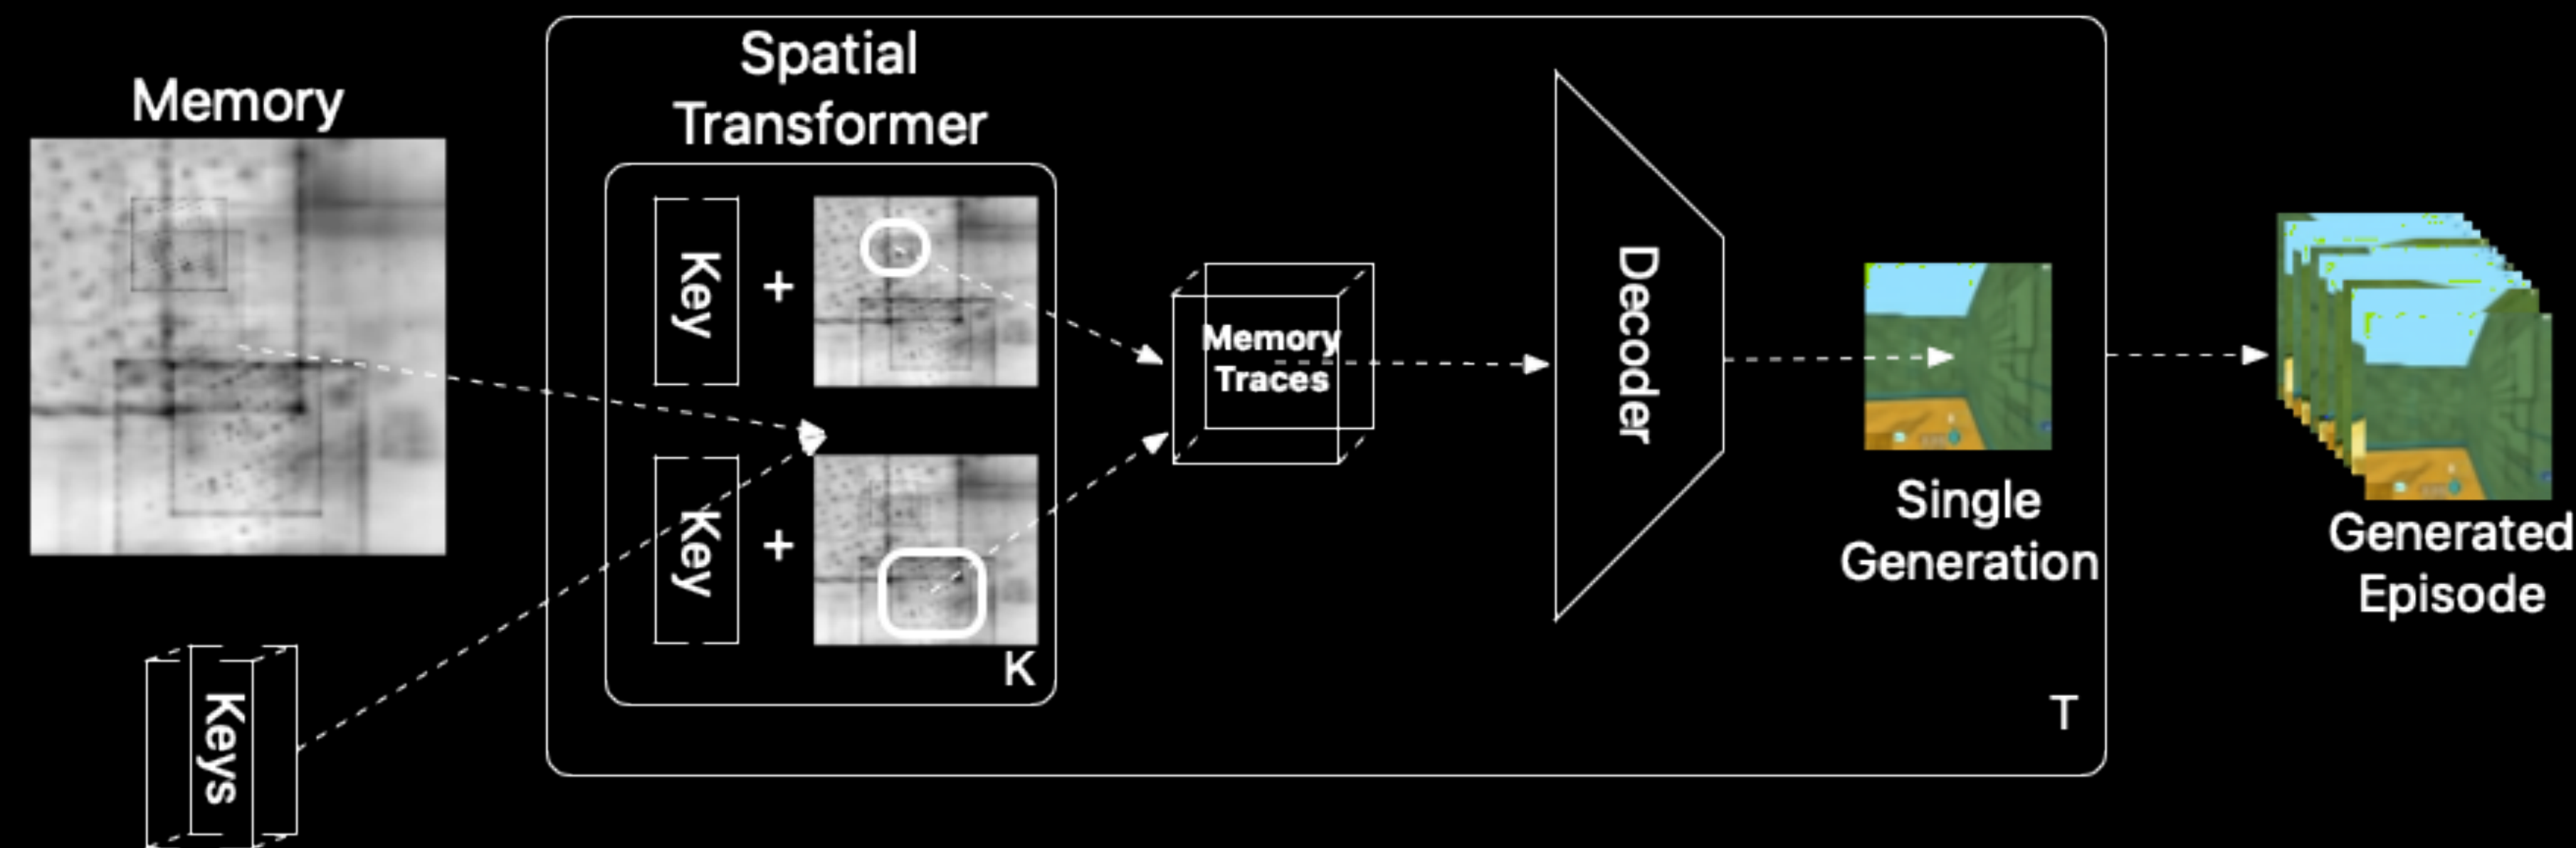 Memory
Keys
Spatial
Transformer
Key
+
Key
+
K
Memory
Traces
Decoder
Single
Generation
T
Generated
Episode